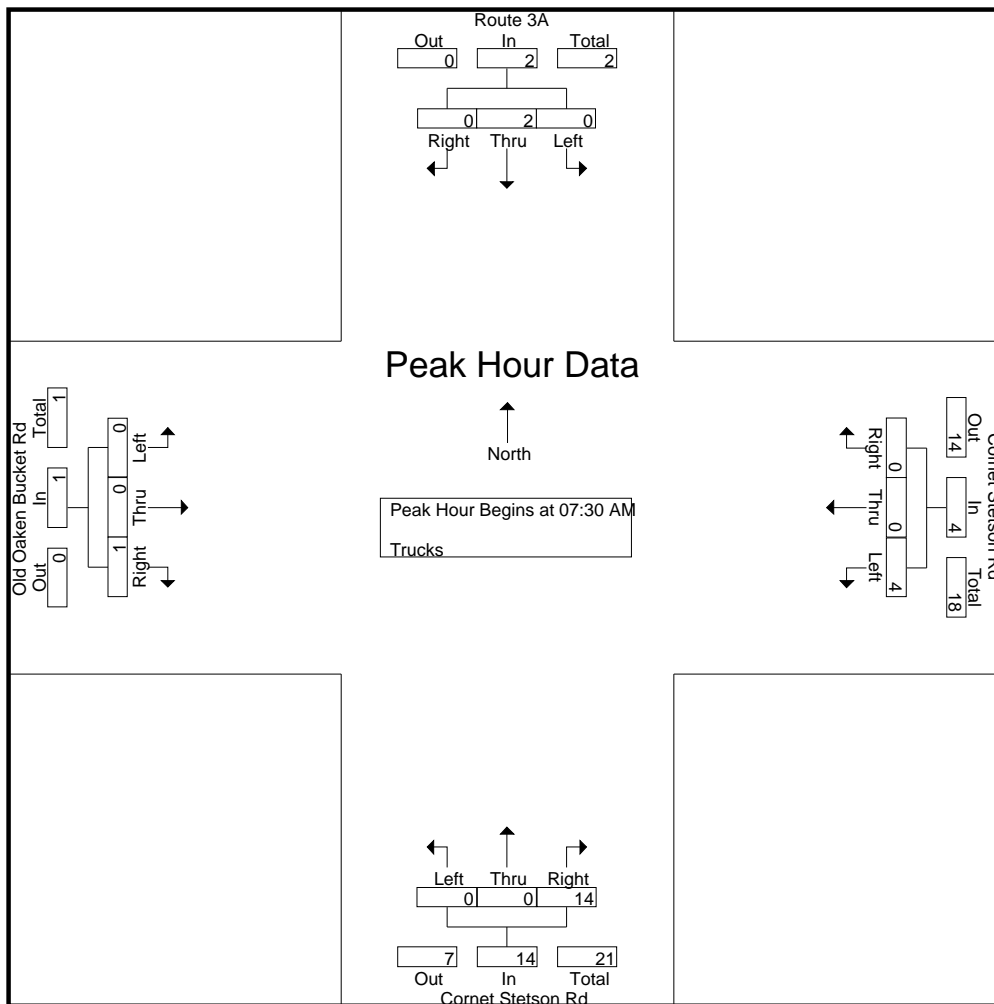 Route 3A
Out In Total
0 2 2
0 2 0
Right Thru Left
Peak Hour Data
North
Peak Hour Begins at 07:30 AM
Trucks
Old Oaken Bucket Rd
Out In Total
0 1 1
Left Thru Right
0 0 1
Cornet Stetson Rd
Out In Total
14 4 18
Right Thru Left
0 0 4
Left Thru Right
0 0 14
7 14 21
Out In Total
Cornet Stetson Rd